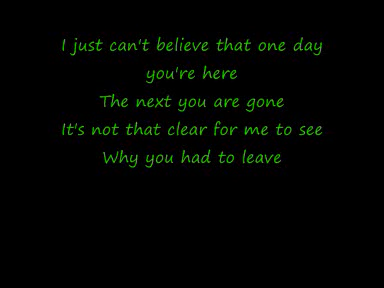 I just can't believe that one day
you're here
The next you are gone
It's not that clear for me to see
Why you had to leave